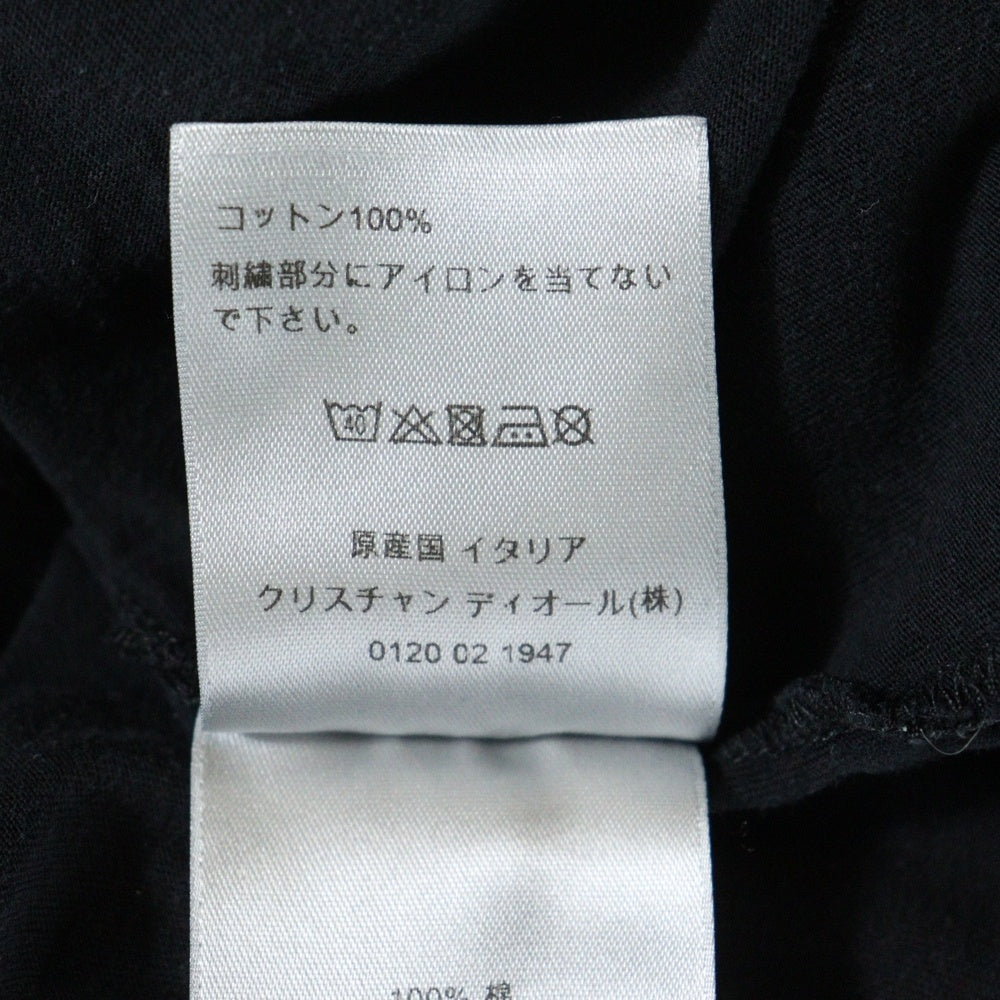 コットン100%
刺繍部分にアイロンを当てない
で下さい。
40
原産国 イタリア
クリスチャン ディオール(株)
0120 02 1947
100% 棉